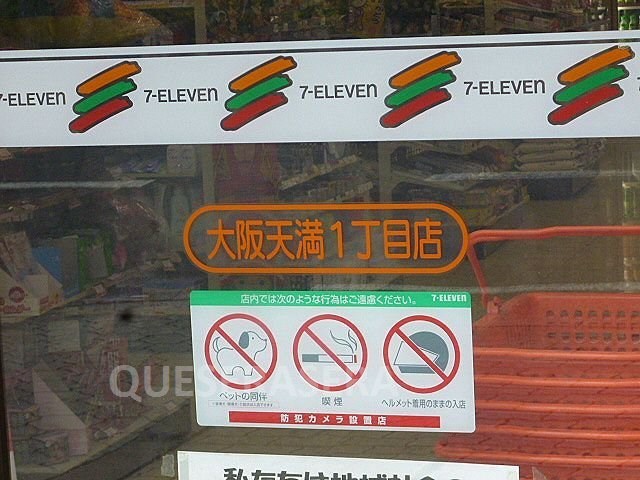 7-ELEVEN 7-ELEVEN 7-ELEVEN 7-ELEVEN
大阪天満1丁目店
店内では次のような行為はご遠慮ください。 7-ELEVEN
QUESERASERA
ペットの同伴 喫煙 ヘルメット着用のままの入店
防犯カメラ設置店